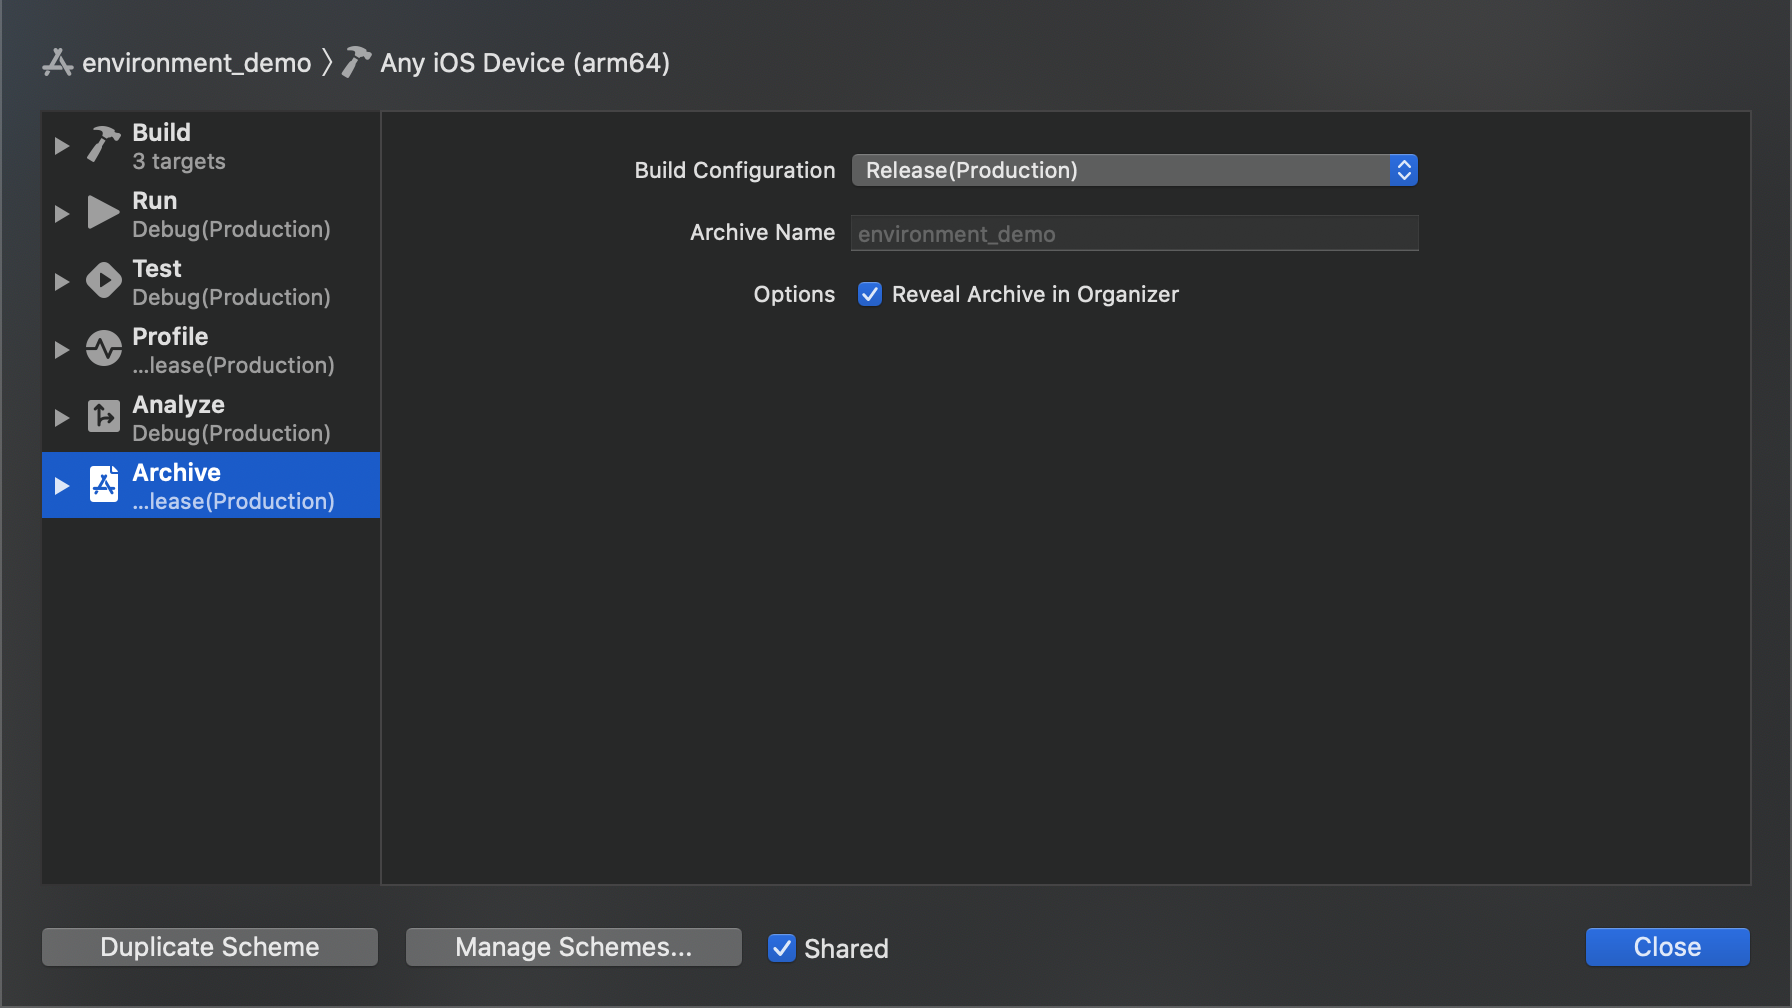 environment_demo 〉 Any iOS Device (arm64)
Build
3 targets
Run
Debug(Production)
Test
Debug(Production)
Profile
...lease(Production)
Analyze
Debug(Production)
Archive
...lease(Production)
Build Configuration Release(Production)
Archive Name environment_demo
Options Reveal Archive in Organizer
Duplicate Scheme Manage Schemes... Shared Close